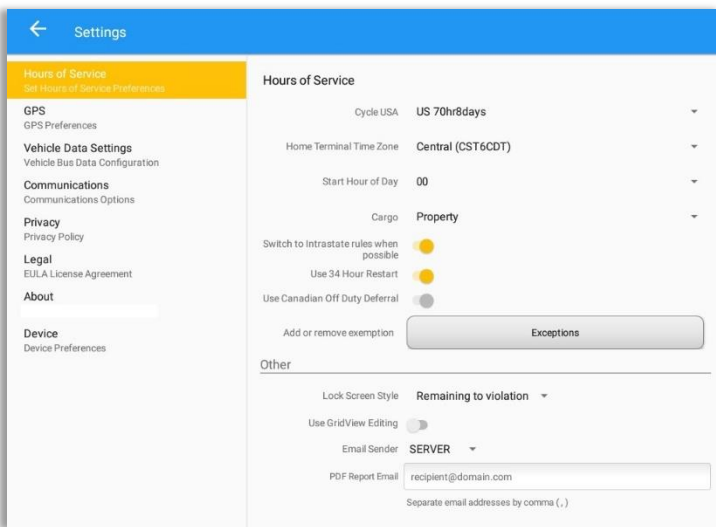 Settings
Hours of Service
Set Hours of Service Preferences
GPS
GPS Preferences
Vehicle Data Settings
Vehicle Bus Data Configuration
Communications
Communications Options
Privacy
Privacy Policy
Legal
EULA License Agreement
About
Device
Device Preferences
Hours of Service
Cycle USA US 70hr8days
Home Terminal Time Zone Central (CST6CDT)
Start Hour of Day 00
Cargo Property
Switch to Intrastate rules when
possible
Use 34 Hour Restart
Use Canadian Off Duty Deferral
Add or remove exemption Exceptions
Other
Lock Screen Style Remaining to violation
Use GridView Editing
Email Sender SERVER
PDF Report Email recipient@domain.com
Separate email addresses by comma ( , )